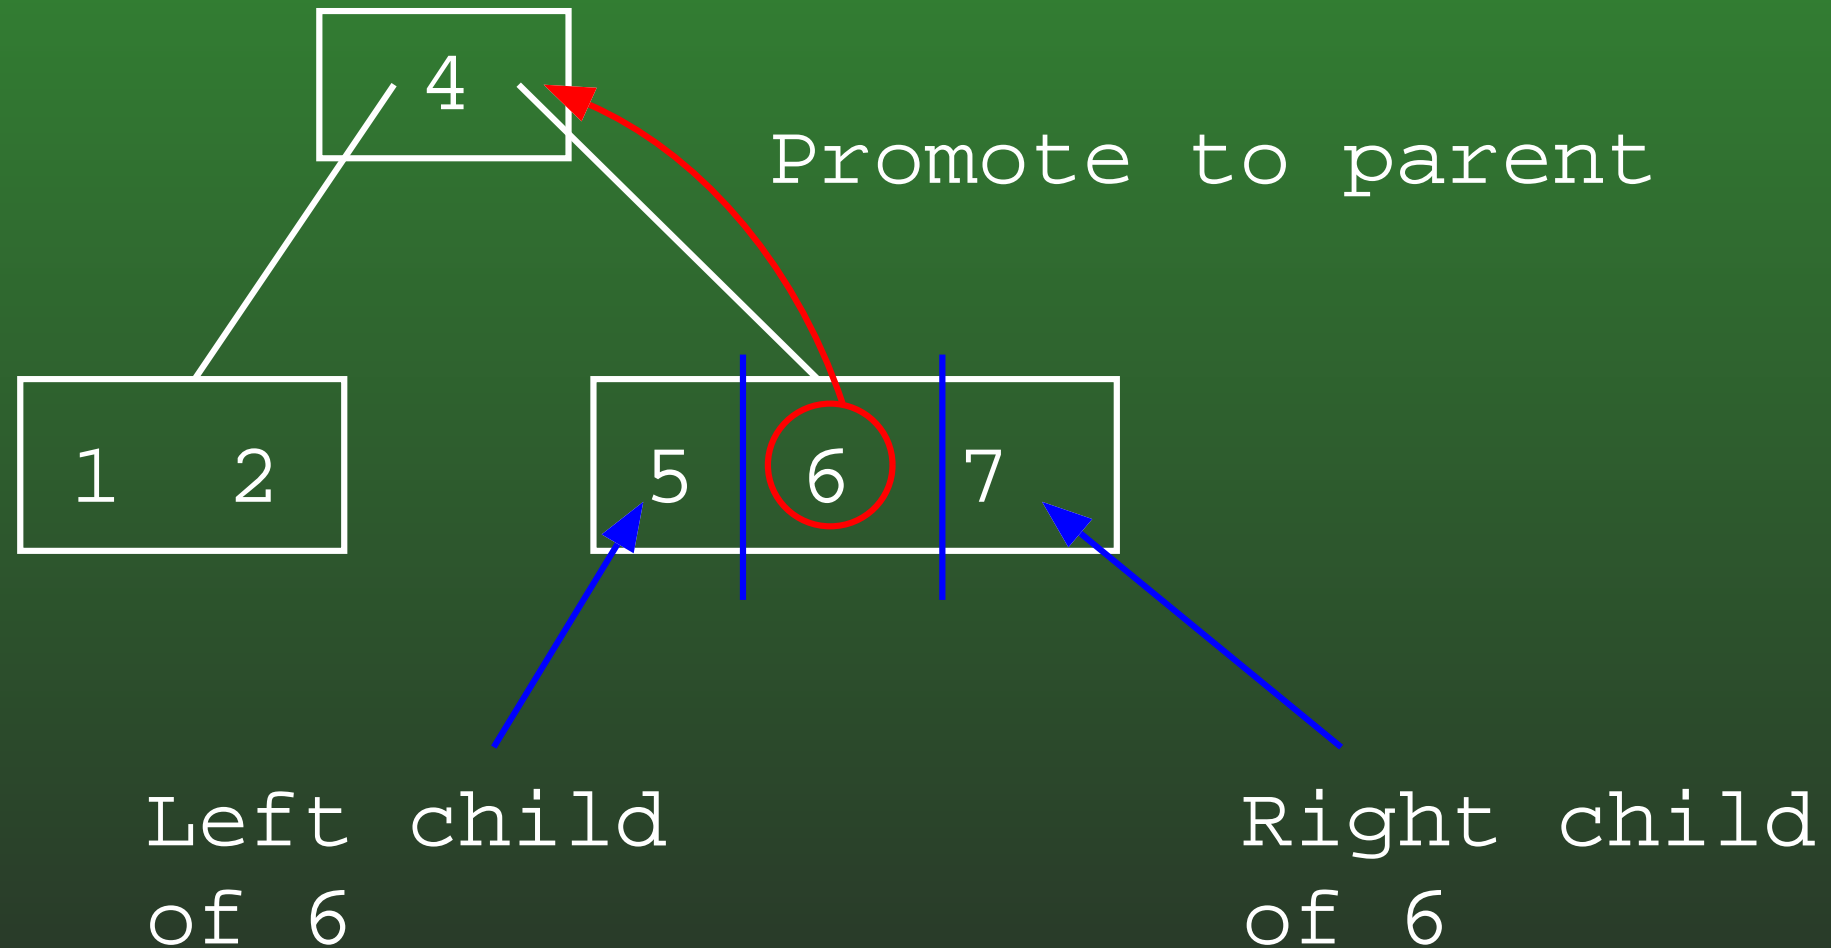 4
Promote to parent
1 2
5 6 7
Left child
of 6
Right child
of 6